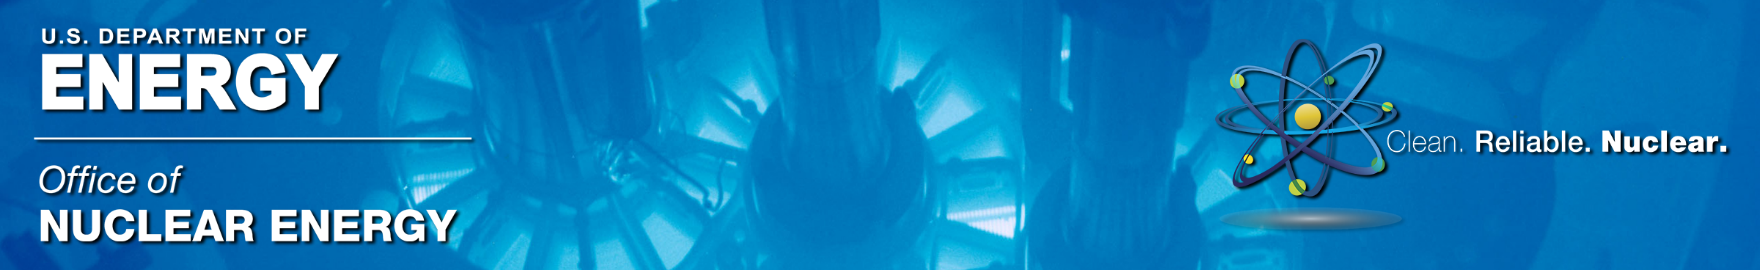 U.S. DEPARTMENT OF
ENERGY
Office of
NUCLEAR ENERGY
Clean. Reliable. Nuclear.